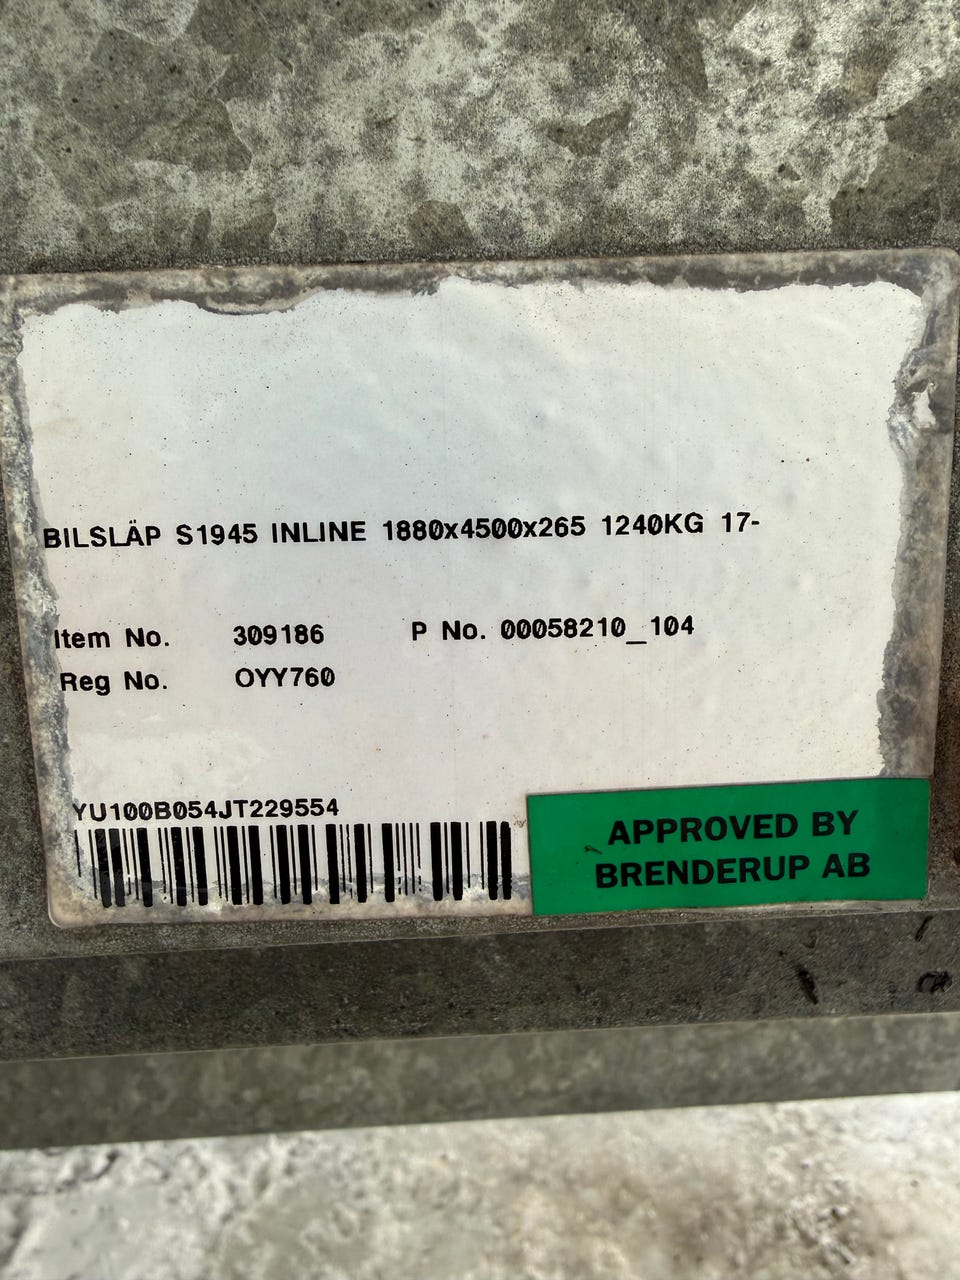 BILSLÄP S1945 INLINE 1880x4500x265 1240KG 17-
Item No. 309186 P No. 00058210_104
Reg No. OYY760
YU100B054JT229554
APPROVED BY
BRENDERUP AB